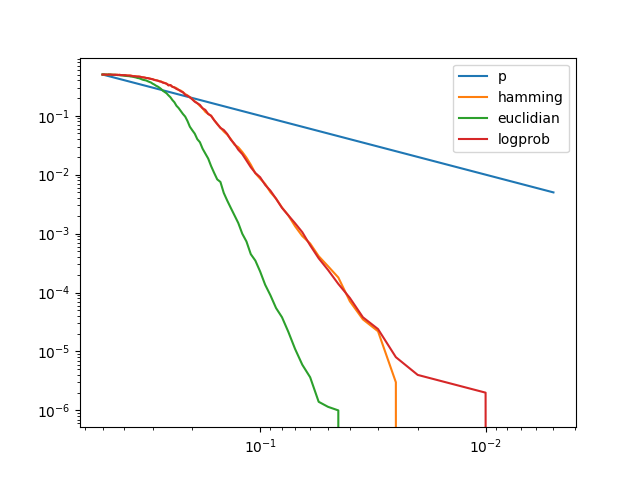 p
hamming
euclidian
logprob
10⁻¹
10⁻²
10⁻³
10⁻⁴
10⁻⁵
10⁻⁶
10⁻¹ 10⁻²